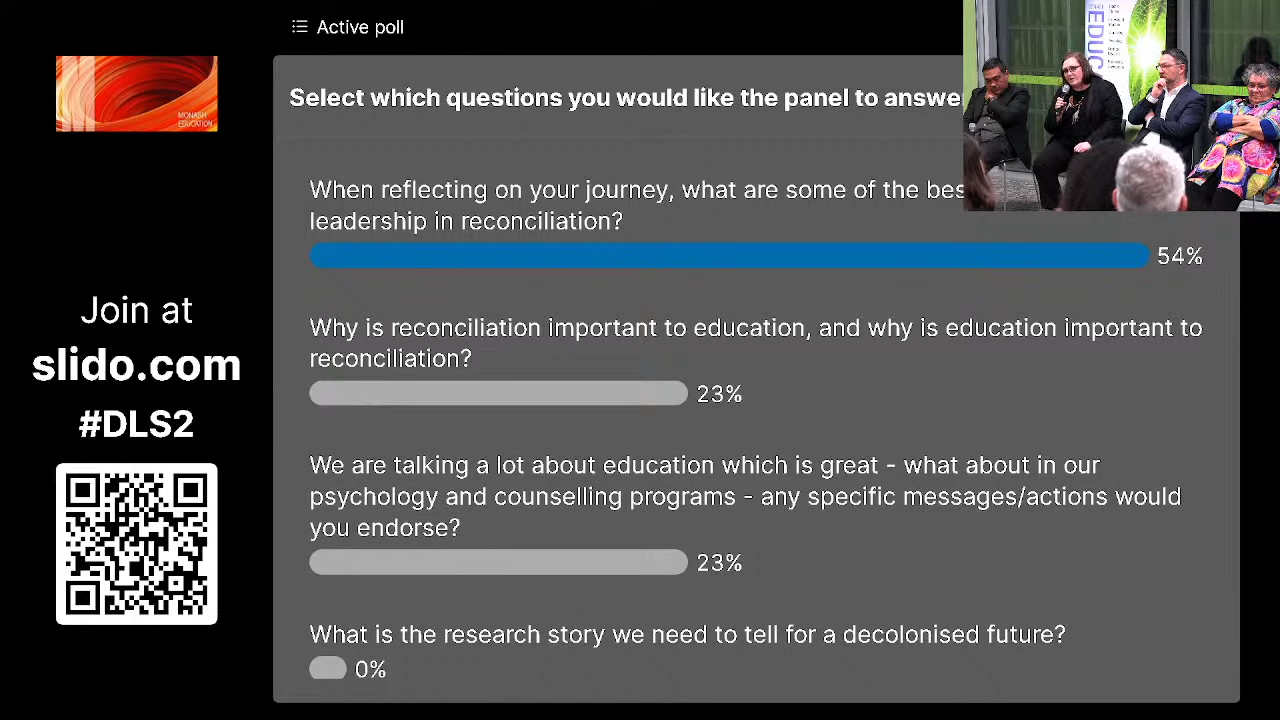 Active poll
MONASH
EDUCATION
Select which questions you would like the panel to answe
When reflecting on your journey, what are some of the bes
leadership in reconciliation?
54%
Why is reconciliation important to education, and why is education important to
reconciliation?
23%
We are talking a lot about education which is great - what about in our
psychology and counselling programs - any specific messages/actions would
you endorse?
23%
What is the research story we need to tell for a decolonised future?
0%
Join at
slido.com
#DLS2
EDUC